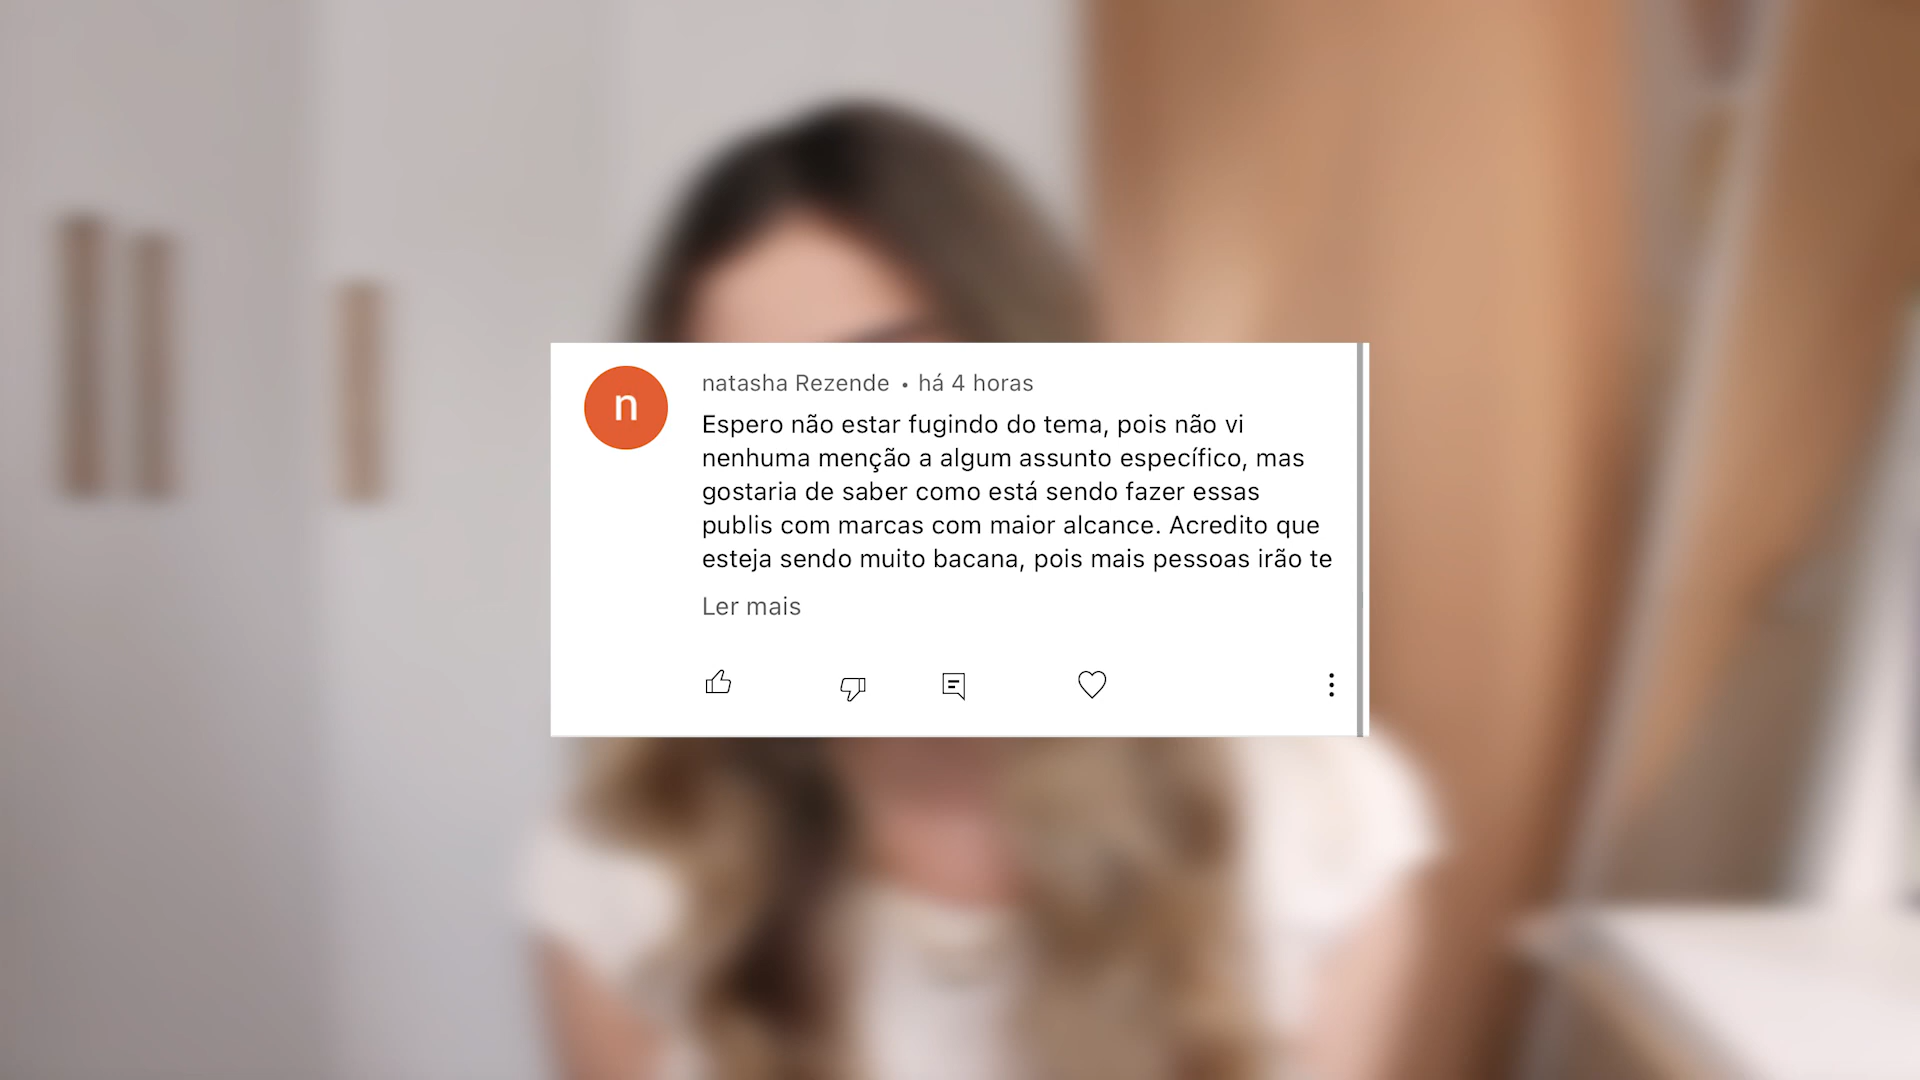 n
natasha Rezende • há 4 horas
Espero não estar fugindo do tema, pois não vi
nenhuma menção a algum assunto específico, mas
gostaria de saber como está sendo fazer essas
publis com marcas com maior alcance. Acredito que
esteja sendo muito bacana, pois mais pessoas irão te
Ler mais